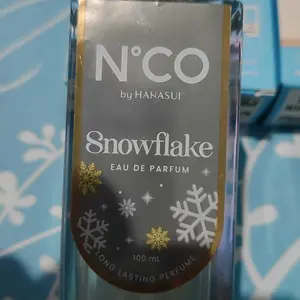 N°CO
by HANASUI
Snowflake
EAU DE PARFUM
100 mL
LONG LASTING PERFUME